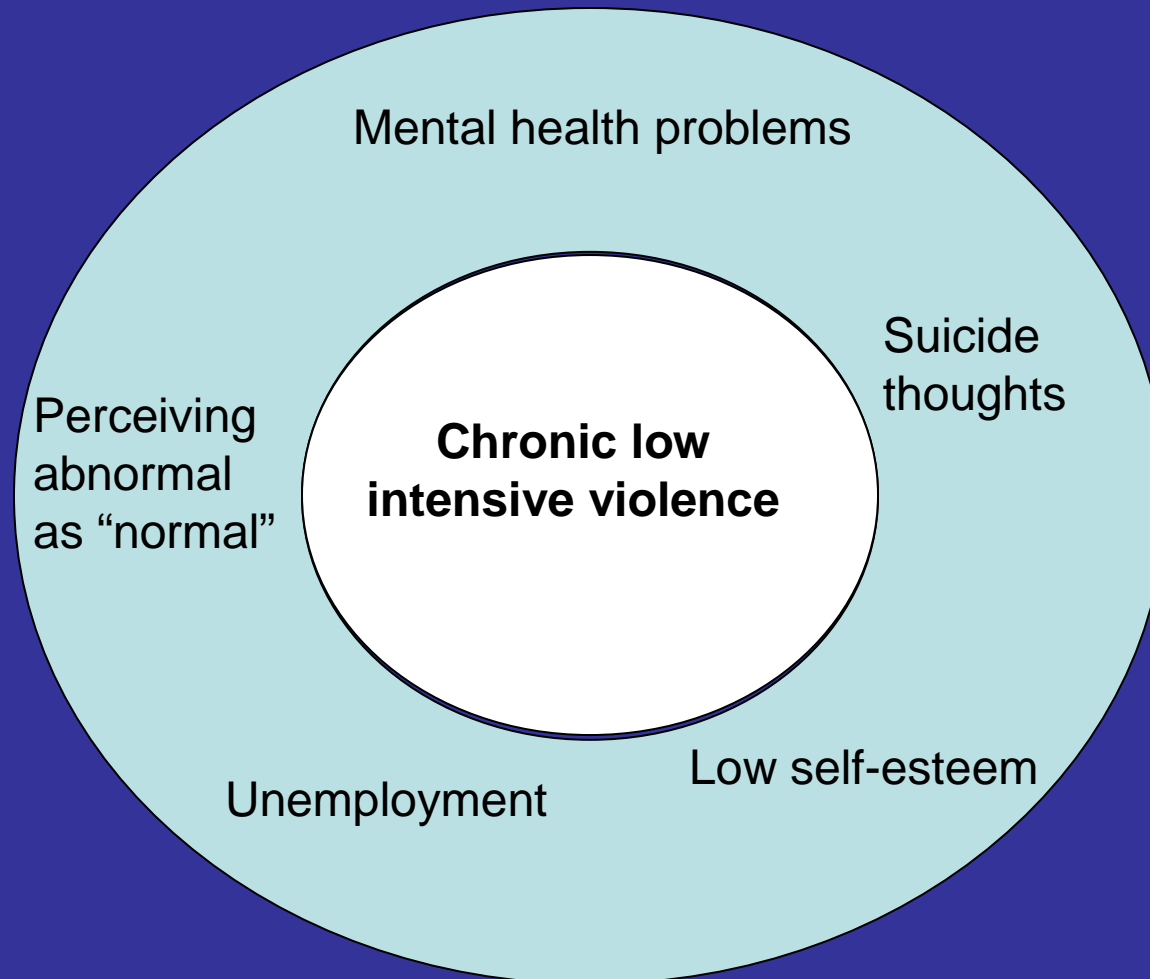 Mental health problems
Suicide
thoughts
Perceiving
abnormal
as “normal”
Chronic low
intensive violence
Low self-esteem
Unemployment